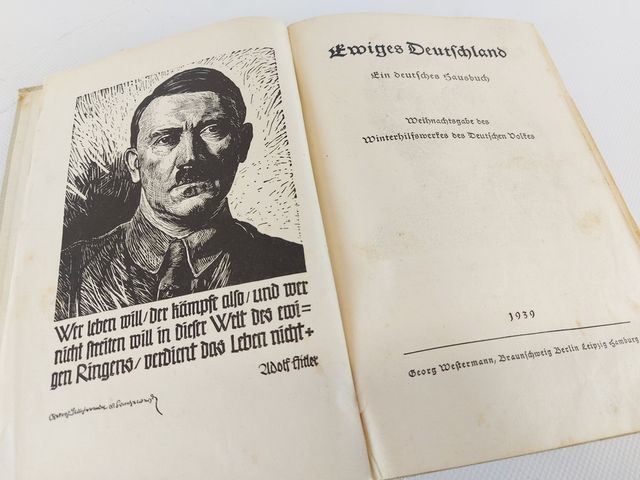 Wer leben will/der kämpfe also/und wer
nicht streiten will in dieser Welt des ewi=
gen Ringens/verdient das Leben nicht+
Adolf Hitler
Ewiges Deutschland
Ein deutsches Hausbuch
Weihnachtsgabe des
Winterhilfswerkes des Deutschen Volkes
1939
Georg Westermann, Braunschweig Berlin Leipzig Hamburg